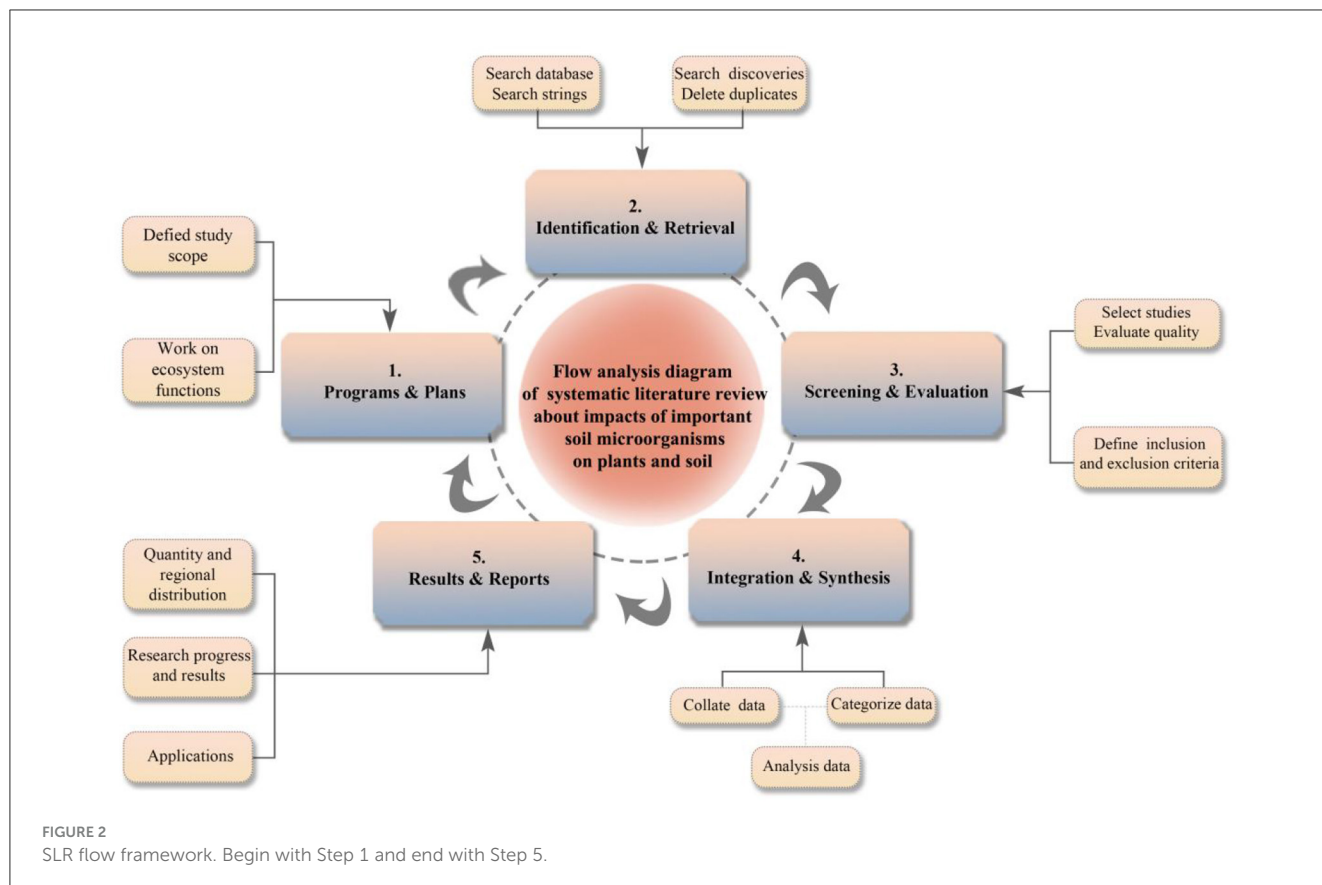 Search database
Search strings
Search discoveries
Delete duplicates
2.
Identification & Retrieval
Defied study
scope
Work on
ecosystem
functions
1.
Programs & Plans
Flow analysis diagram
of systematic literature review
about impacts of important
soil microorganisms
on plants and soil
3.
Screening & Evaluation
Select studies
Evaluate quality
Define inclusion
and exclusion criteria
4.
Integration & Synthesis
Collate data
Categorize data
Analysis data
5.
Results & Reports
Quantity and
regional
distribution
Research progress
and results
Applications
FIGURE 2
SLR flow framework. Begin with Step 1 and end with Step 5.